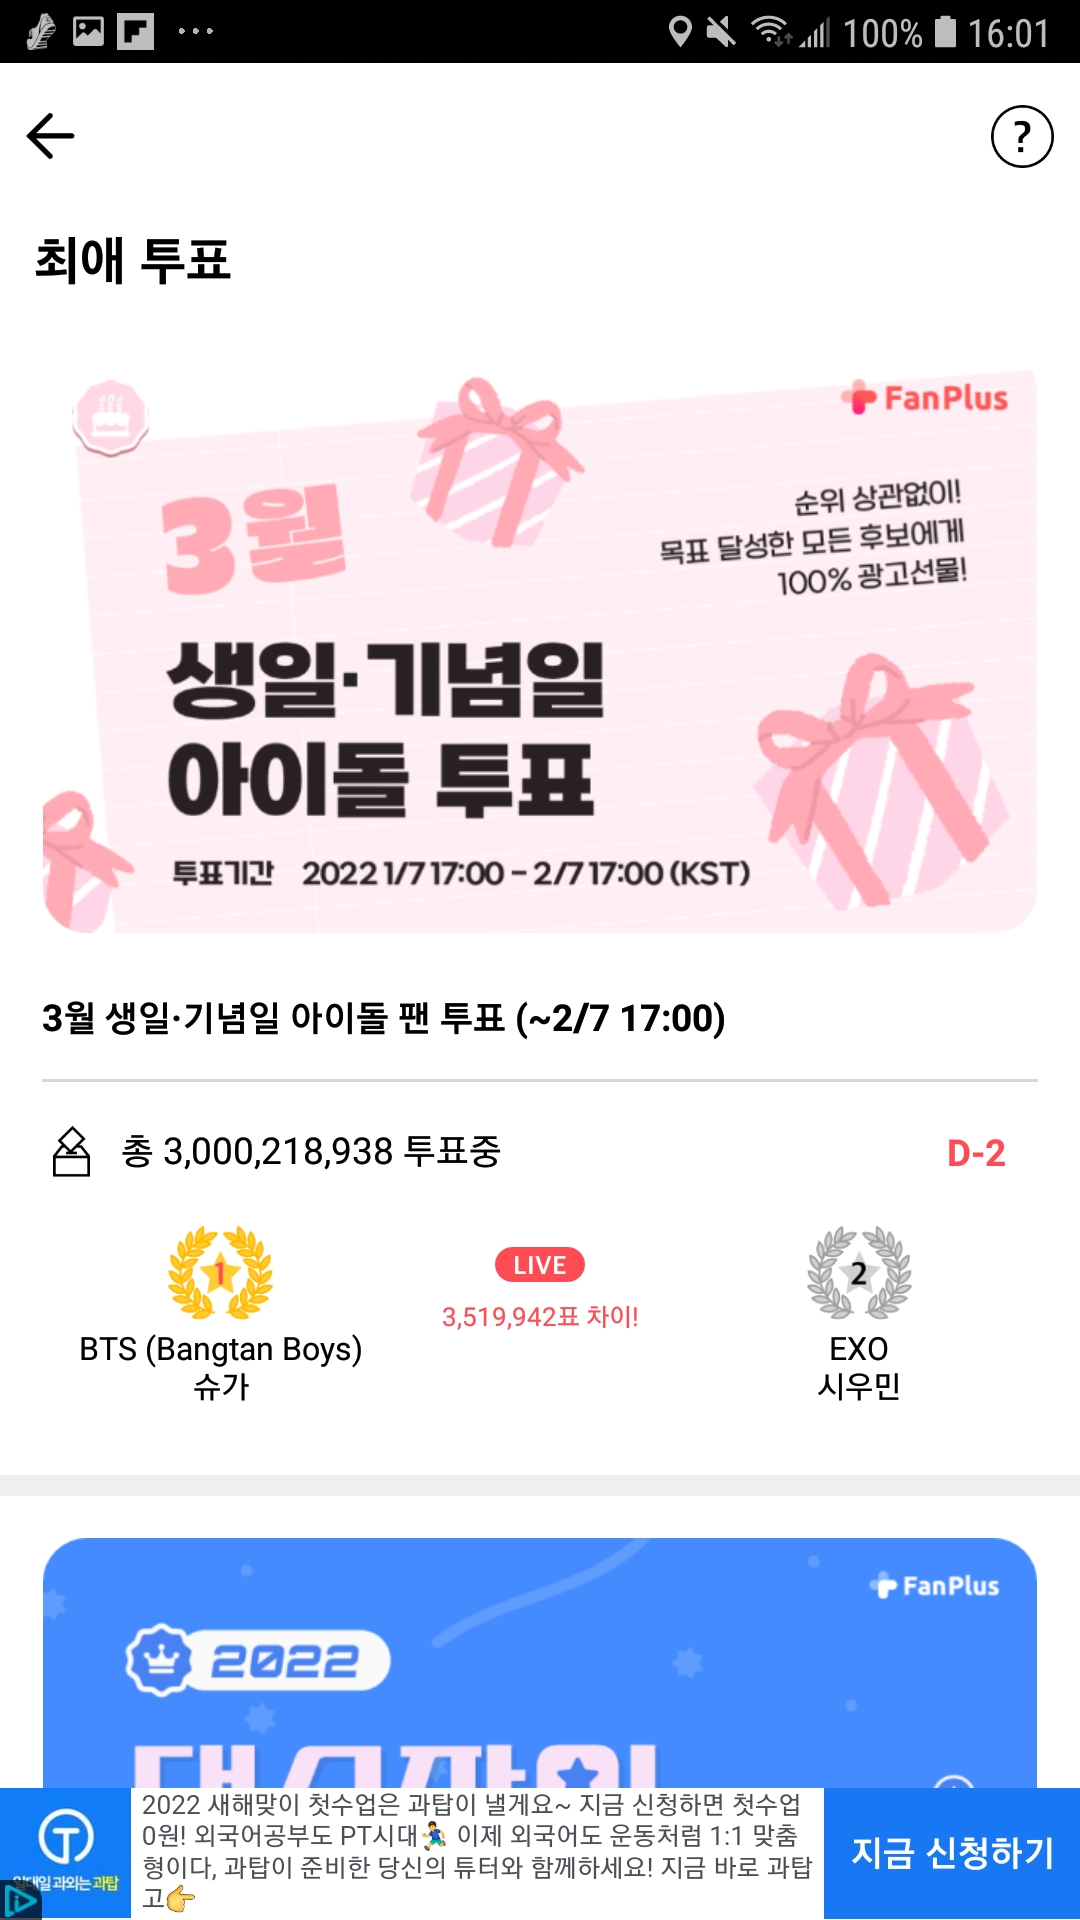 100% 16:01
?
최애 투표
FanPlus
3월
순위 상관없이!
목표 달성한 모든 후보에게
100% 광고선물!
생일·기념일
아이돌 투표
투표기간 2022 1/7 17:00 - 2/7 17:00 (KST)
3월 생일·기념일 아이돌 팬 투표 (~2/7 17:00)
총 3,000,218,938 투표중
D-2
1
LIVE
2
3,519,942표 차이!
BTS (Bangtan Boys)
슈가
EXO
시우민
FanPlus
2022
2022 새해맞이 첫수업은 과탑이 낼게요~ 지금 신청하면 첫수업
0원! 외국어공부도 PT시대🏃‍♂️ 이제 외국어도 운동처럼 1:1 맞춤
형이다, 과탑이 준비한 당신의 튜터와 함께하세요! 지금 바로 과탑
고👉
일대일 과외는 과탑
지금 신청하기